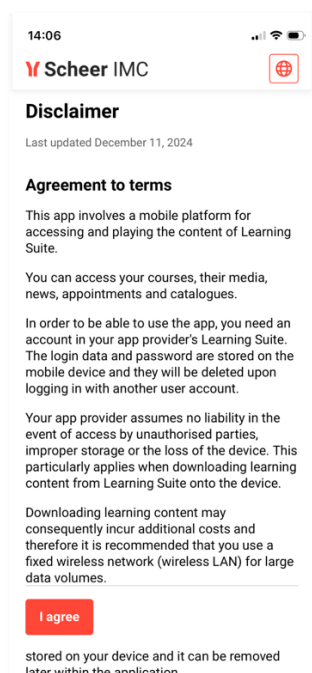 14:06
Scheer IMC
Disclaimer
Last updated December 11, 2024
Agreement to terms
This app involves a mobile platform for
accessing and playing the content of Learning
Suite.
You can access your courses, their media,
news, appointments and catalogues.
In order to be able to use the app, you need an
account in your app provider's Learning Suite.
The login data and password are stored on the
mobile device and they will be deleted upon
logging in with another user account.
Your app provider assumes no liability in the
event of access by unauthorised parties,
improper storage or the loss of the device. This
particularly applies when downloading learning
content from Learning Suite onto the device.
Downloading learning content may
consequently incur additional costs and
therefore it is recommended that you use a
fixed wireless network (wireless LAN) for large
data volumes.
I agree
stored on your device and it can be removed
later within the application